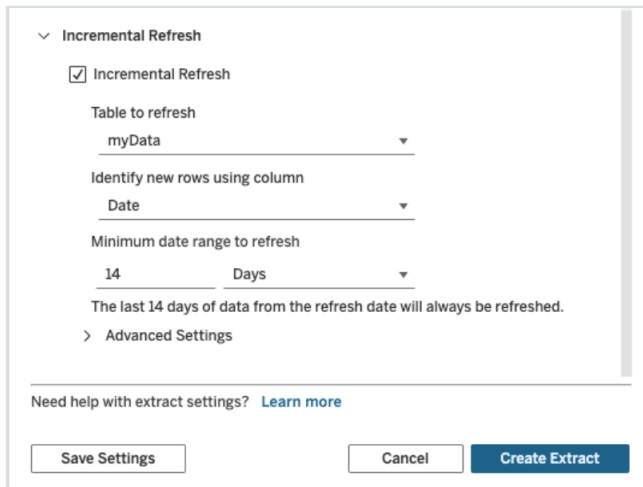 Incremental Refresh
Incremental Refresh
Table to refresh
myData
Identify new rows using column
Date
Minimum date range to refresh
14 Days
The last 14 days of data from the refresh date will always be refreshed.
Advanced Settings
Need help with extract settings? Learn more
Save Settings Cancel Create Extract